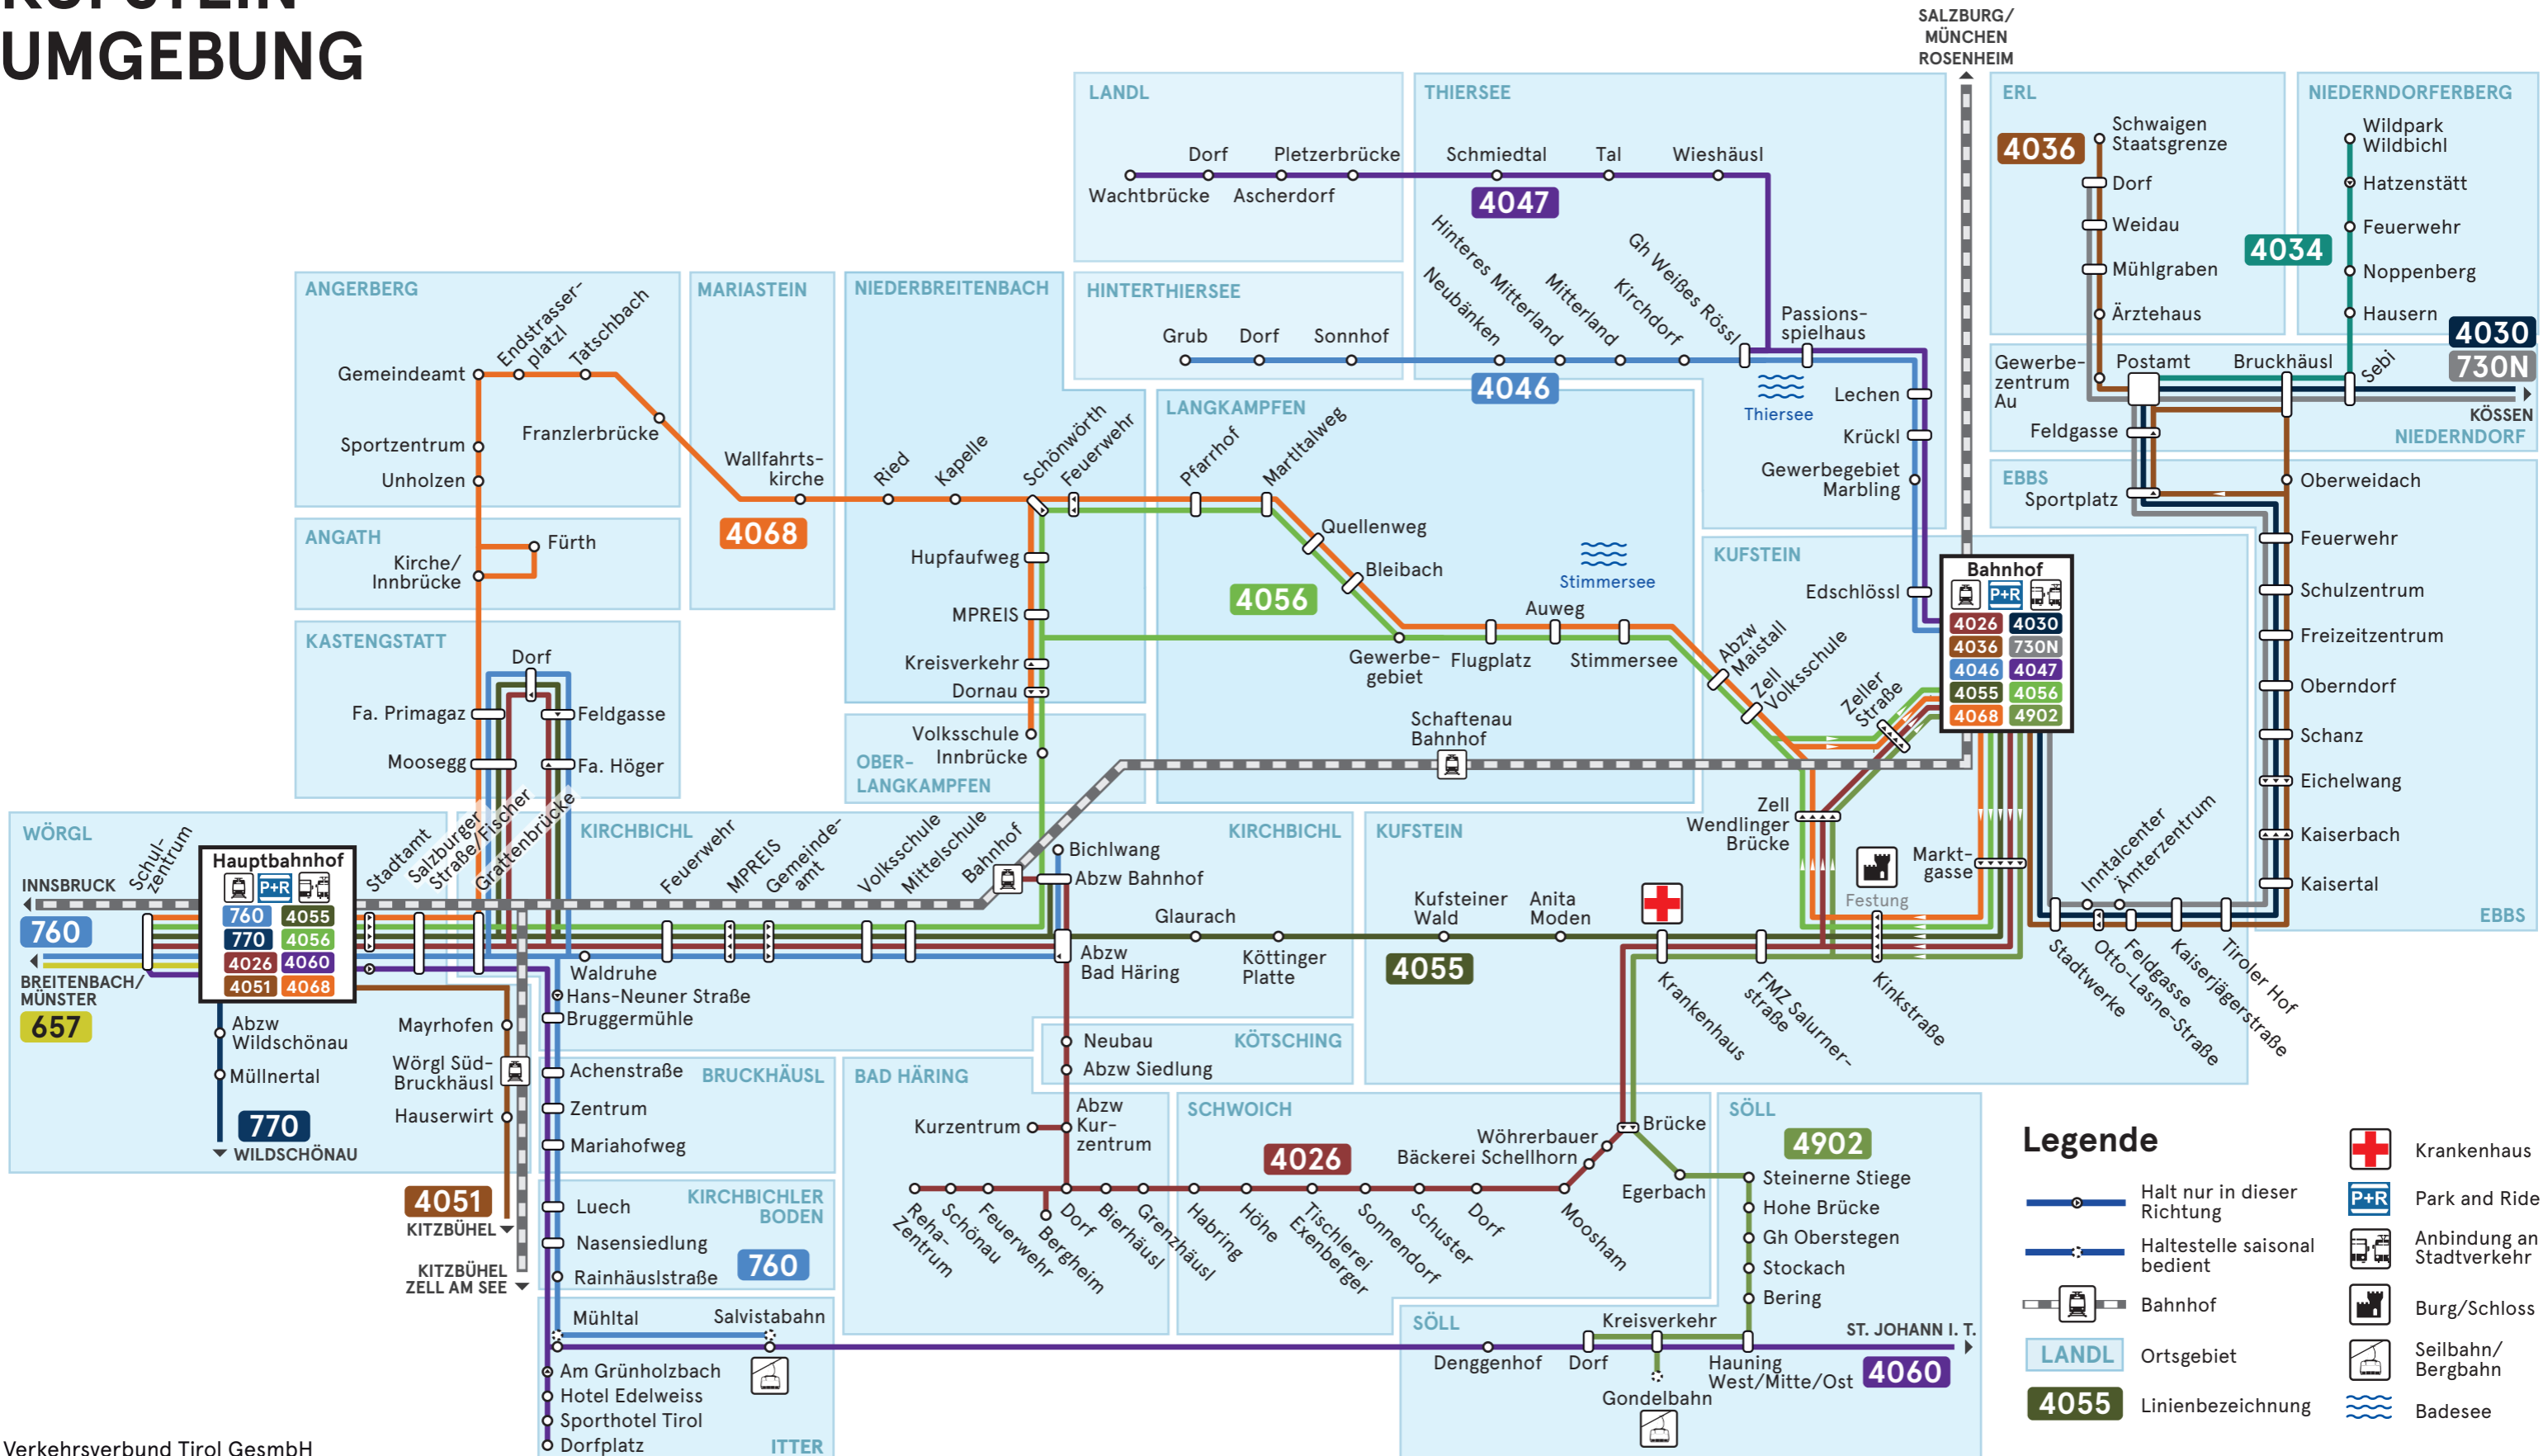 UMGEBUNG
SALZBURG/
MÜNCHEN
ROSENHEIM
LANDL
Dorf
Pletzerbrücke
Wachtbrücke
Ascherdorf
THIERSEE
Schmiedtal
Tal
Wieshäusl
4047
Hinteres Mitterland
Neubänken
Mitterland
Kirchdorf
Gh Weißes Rössl
Passions-
spielhaus
4046
Thiersee
Lechen
Krückl
Gewerbegebiet
Marbling
HINTERTHIERSEE
Grub
Dorf
Sonnhof
ERL
4036
Schwaigen
Staatsgrenze
Dorf
Weidau
Mühlgraben
Ärztehaus
NIEDERNDORFERBERG
Wildpark
Wildbichl
Hatzenstätt
4034
Feuerwehr
Noppenberg
Hausern
4030
730N
KÖSSEN
Gewerbe-
zentrum
Au
Postamt
Bruckhäusl
Sebi
Feldgasse
NIEDERNDORF
EBBS
Sportplatz
Oberweidach
Feuerwehr
Schulzentrum
Freizeitzentrum
Oberndorf
Schanz
Eichelwang
Kaiserbach
Kaisertal
EBBS
ANGERBERG
Endstrasser-
platzl
Tatschbach
Gemeindeamt
Franzlerbrücke
Sportzentrum
Unholzen
ANGATH
Fürth
Kirche/
Innbrücke
MARIASTEIN
Wallfahrts-
kirche
4068
NIEDERBREITENBACH
Ried
Kapelle
Schönwörth
Feuerwehr
Hupfaufweg
MPREIS
Kreisverkehr
Dornau
Volksschule
Innbrücke
OBER-
LANGKAMPFEN
LANGKAMPFEN
Pfarrhof
Martltalweg
Quellenweg
Bleibach
4056
Stimmersee
Auweg
Gewerbe-
gebiet
Flugplatz
Stimmersee
Schaftenau
Bahnhof
KUFSTEIN
Edschlössl
Abzw
Maistall
Zell
Volksschule
Zeller
Straße
Bahnhof
P+R
4026 4030
4036 730N
4046 4047
4055 4056
4068 4902
Zell
Wendlinger
Brücke
Markt-
gasse
Festung
Inntalcenter
Ämterzentrum
Stadtwerke
Otto-Lasne-Straße
Feldgasse
Kaiserjägerstraße
Tiroler Hof
KASTENGSTATT
Dorf
Fa. Primagaz
Feldgasse
Moosegg
Fa. Höger
WÖRGL
Schul-
zentrum
INNSBRUCK
760
BREITENBACH/
MÜNSTER
657
Hauptbahnhof
P+R
760 4055
770 4056
4026 4060
4051 4068
Stadtamt
Salzburger
Straße/Fischer
Grattenbrücke
Abzw
Wildschönau
Müllnertal
770
WILDSCHÖNAU
Mayrhofen
Wörgl Süd-
Bruckhäusl
Hauserwirt
4051
KITZBÜHEL
KITZBÜHEL
ZELL AM SEE
KIRCHBICHL
KIRCHBICHL
Feuerwehr
MPREIS
Gemeinde-
amt
Volksschule
Mittelschule
Bahnhof
Bichlwang
Abzw Bahnhof
Waldruhe
Hans-Neuner Straße
Bruggermühle
Glaurach
Köttinger
Platte
Abzw
Bad Häring
KUFSTEIN
Kufsteiner
Wald
Anita
Moden
4055
Krankenhaus
FMZ Salurner-
straße
Kinkstraße
Neubau
KÖTSCHING
Abzw Siedlung
BRUCKHÄUSL
Achenstraße
Zentrum
Mariahofweg
KIRCHBICHLER
BODEN
Luech
Nasensiedlung
760
Rainhäuslstraße
Mühltal
Salvistabahn
Am Grünholzbach
Hotel Edelweiss
Sporthotel Tirol
Dorfplatz
ITTER
BAD HÄRING
Kurzentrum
Abzw
Kur-
zentrum
Reha-
Zentrum
Schönau
Feuerwehr
Bergheim
Dorf
Bierhäusl
Grenzhäusl
SCHWOICH
4026
Wöhrerbauer
Bäckerei Schellhorn
Brücke
Egerbach
Habring
Höhe
Tischlerei
Exenberger
Sonnendorf
Schuster
Dorf
Moosham
SÖLL
4902
Steinerne Stiege
Hohe Brücke
Gh Oberstegen
Stockach
Bering
SÖLL
Kreisverkehr
ST. JOHANN I. T.
Denggenhof
Dorf
Hauning
West/Mitte/Ost
4060
Gondelbahn
Legende
Halt nur in dieser
Richtung
Haltestelle saisonal
bedient
Bahnhof
LANDL
Ortsgebiet
4055
Linienbezeichnung
Krankenhaus
P+R
Park and Ride
Anbindung an
Stadtverkehr
Burg/Schloss
Seilbahn/
Bergbahn
Badesee
Verkehrsverbund Tirol GesmbH